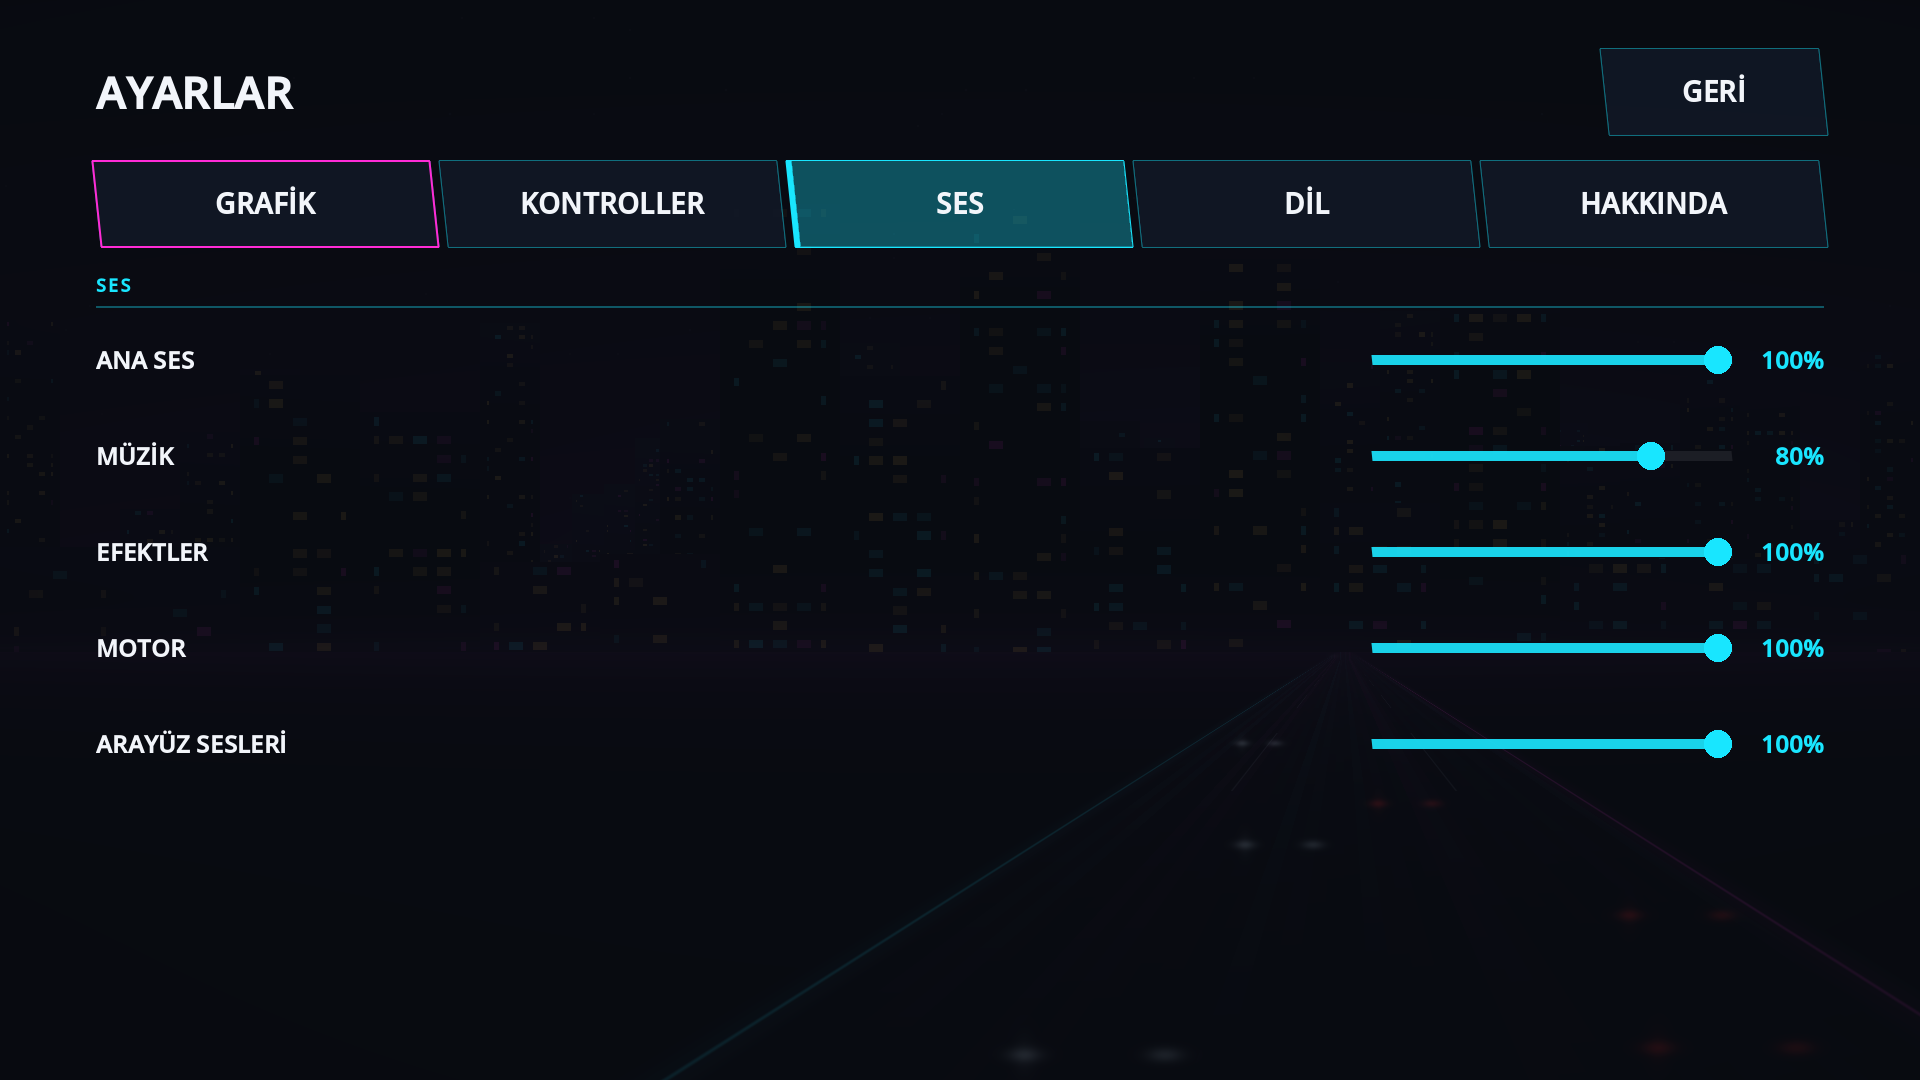 AYARLAR
GERİ
GRAFİK
KONTROLLER
SES
DİL
HAKKINDA
SES
ANA SES
100%
MÜZİK
80%
EFEKTLER
100%
MOTOR
100%
ARAYÜZ SESLERİ
100%